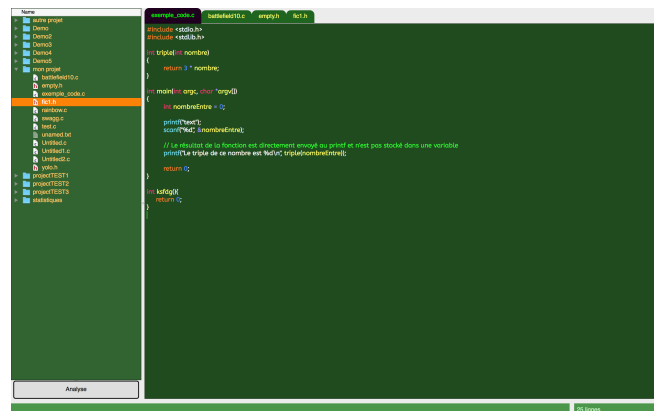 Name
autre projet
Demo
Demo2
Demo3
Demo4
Demo5
mon projet
battlefield10.c
empty.h
exemple_code.c
fic1.h
rainbow.c
swagg.c
test.c
unamed.txt
Untitled.c
Untitled1.c
Untitled2.c
yolo.h
projectTEST1
projectTEST2
projectTEST3
statistiques
Analyse
exemple_code.c battlefield10.c empty.h fic1.h
#include <stdio.h>
#include <stdlib.h>
int triple(int nombre)
{
return 3 * nombre;
}
int main(int argc, char *argv[])
{
int nombreEntre = 0;
printf("text");
scanf("%d", &nombreEntre);
// Le résultat de la fonction est directement envoyé au printf et n'est pas stocké dans une variable
printf("Le triple de ce nombre est %d\n", triple(nombreEntre));
return 0;
}
int ksfdg(){
return 0;
}
25 lignes